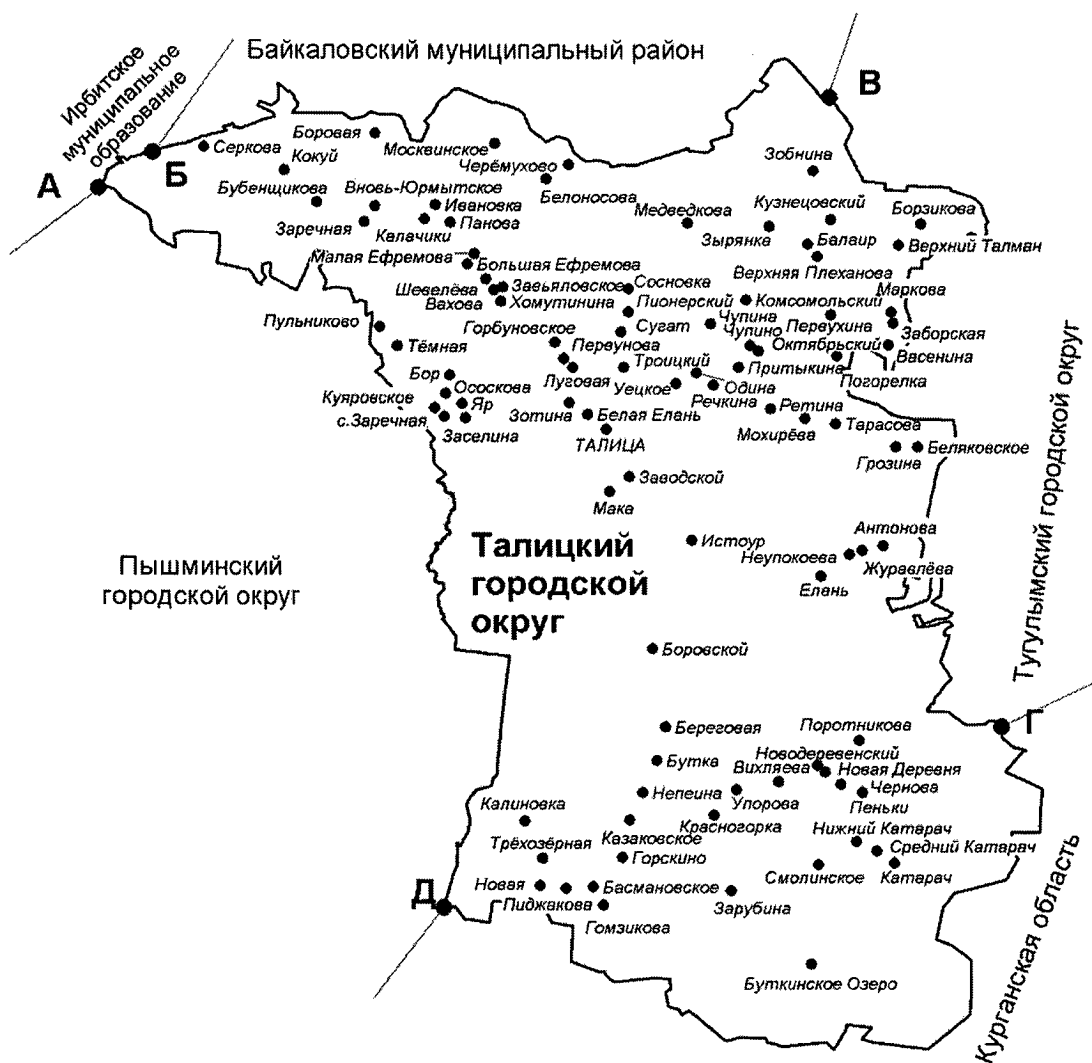 Ирбитское
муниципальное
образование
Байкаловский муниципальный район
А
Б
В
Серкова
Боровая
Кокуй
Москвинское
Черёмухово
Белоносова
Зобнина
Бубенщикова
Вновь-Юрмытское
Ивановка
Заречная
Калачики
Панова
Медведкова
Кузнецовский
Борзикова
Зырянка
Балаир
Верхний Талман
Малая Ефремова
Большая Ефремова
Верхняя Плеханова
Шевелёва
Завьяловское
Сосновка
Маркова
Вахова
Хомутинина
Пионерский
Комсомольский
Пульниково
Горбуновское
Сугат
Чупина
Первухина
Заборская
Тёмная
Первунова
Чупино
Октябрьский
Васенина
Бор
Троицкий
Притыкина
Луговая
Уецкое
Одина
Погорелка
Ососкова
Речкина
Куяровское
Яр
Зотина
Белая Елань
Ретина
с.Заречная
Заселина
ТАЛИЦА
Мохирёва
Тарасова
Грозина
Беляковское
Заводской
Мака
Талицкий
городской
округ
Истоур
Антонова
Неупокоева
Журавлёва
Елань
Пышминский
городской округ
Тугулымский городской округ
Боровской
Г
Береговая
Поротникова
Бутка
Новодеревенский
Вихляева
Новая Деревня
Непеина
Упорова
Чернова
Пеньки
Калиновка
Казаковское
Красногорка
Нижний Катарач
Трёхозёрная
Горскино
Средний Катарач
Смолинское
Катарач
Д
Новая
Басмановское
Пиджакова
Зарубина
Гомзикова
Буткинское Озеро
Курганская область